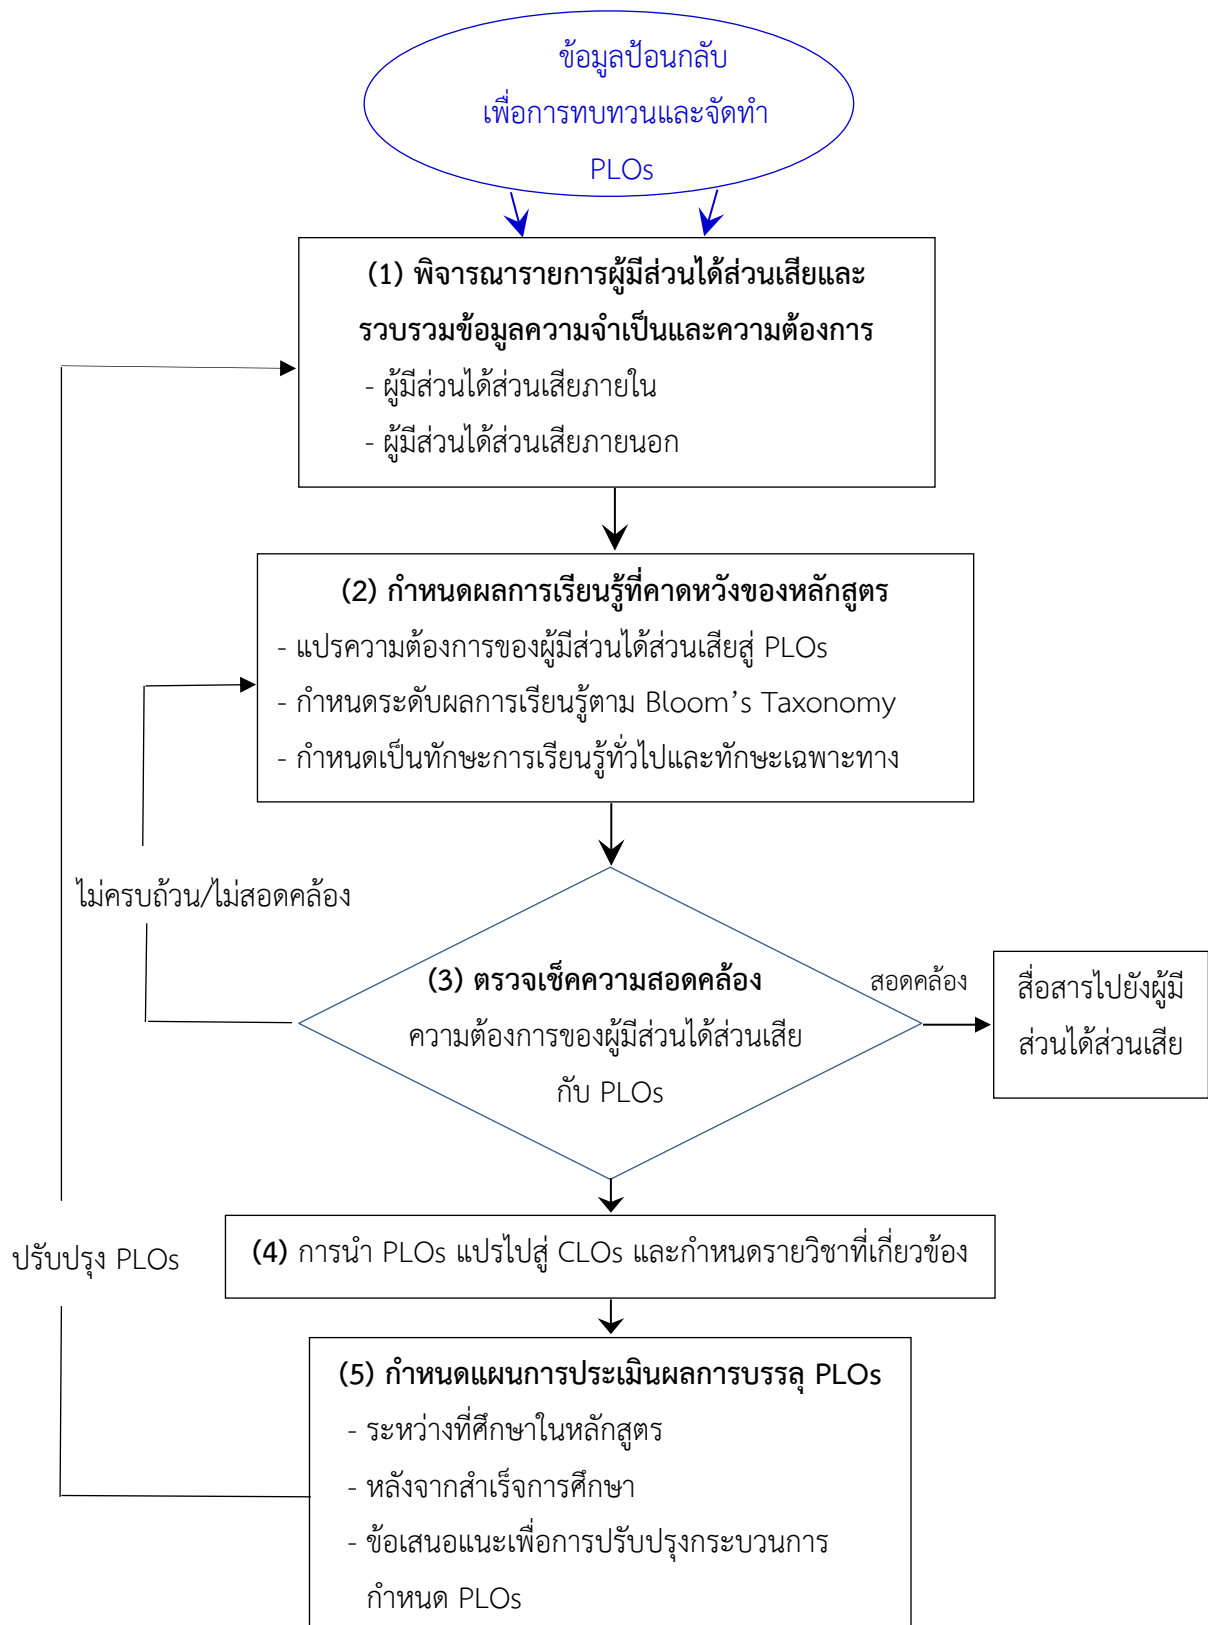 ข้อมูลป้อนกลับ
เพื่อการทบทวนและจัดทำ
PLOs
(1) พิจารณารายการผู้มีส่วนได้ส่วนเสียและ
รวบรวมข้อมูลความจำเป็นและความต้องการ
- ผู้มีส่วนได้ส่วนเสียภายใน
- ผู้มีส่วนได้ส่วนเสียภายนอก
(2) กำหนดผลการเรียนรู้ที่คาดหวังของหลักสูตร
- แปรความต้องการของผู้มีส่วนได้ส่วนเสียสู่ PLOs
- กำหนดระดับผลการเรียนรู้ตาม Bloom’s Taxonomy
- กำหนดเป็นทักษะการเรียนรู้ทั่วไปและทักษะเฉพาะทาง
ไม่ครบถ้วน/ไม่สอดคล้อง
(3) ตรวจเช็คความสอดคล้อง
ความต้องการของผู้มีส่วนได้ส่วนเสีย
กับ PLOs
สอดคล้อง
สื่อสารไปยังผู้มี
ส่วนได้ส่วนเสีย
ปรับปรุง PLOs
(4) การนำ PLOs แปรไปสู่ CLOs และกำหนดรายวิชาที่เกี่ยวข้อง
(5) กำหนดแผนการประเมินผลการบรรลุ PLOs
- ระหว่างที่ศึกษาในหลักสูตร
- หลังจากสำเร็จการศึกษา
- ข้อเสนอแนะเพื่อการปรับปรุงกระบวนการ
กำหนด PLOs